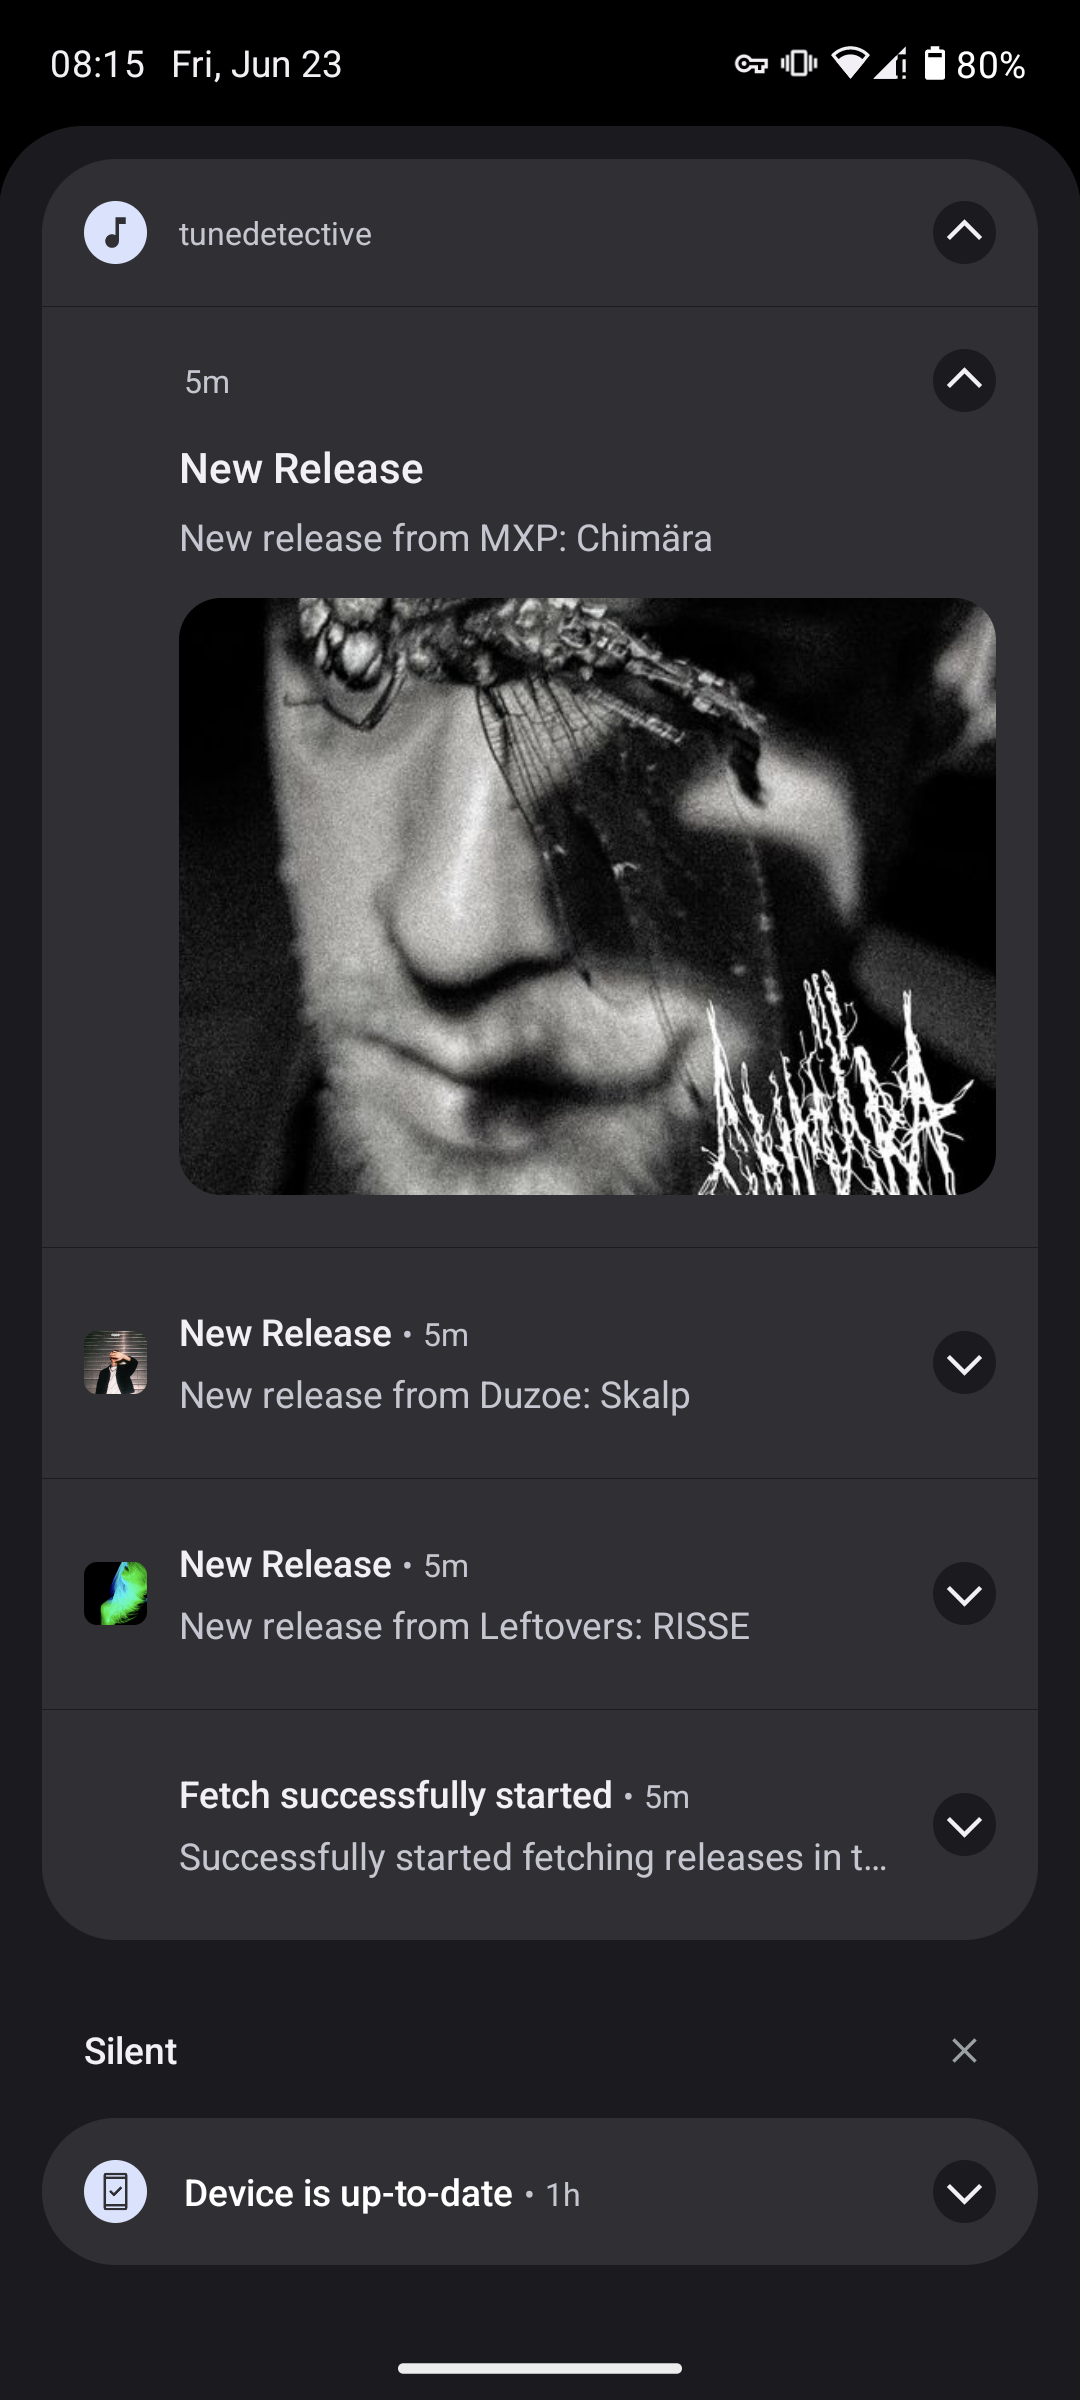 08:15 Fri, Jun 23
80%
tunedetective
5m
New Release
New release from MXP: Chimära
New Release • 5m
New release from Duzoe: Skalp
New Release • 5m
New release from Leftovers: RISSE
Fetch successfully started • 5m
Successfully started fetching releases in t...
Silent
Device is up-to-date • 1h